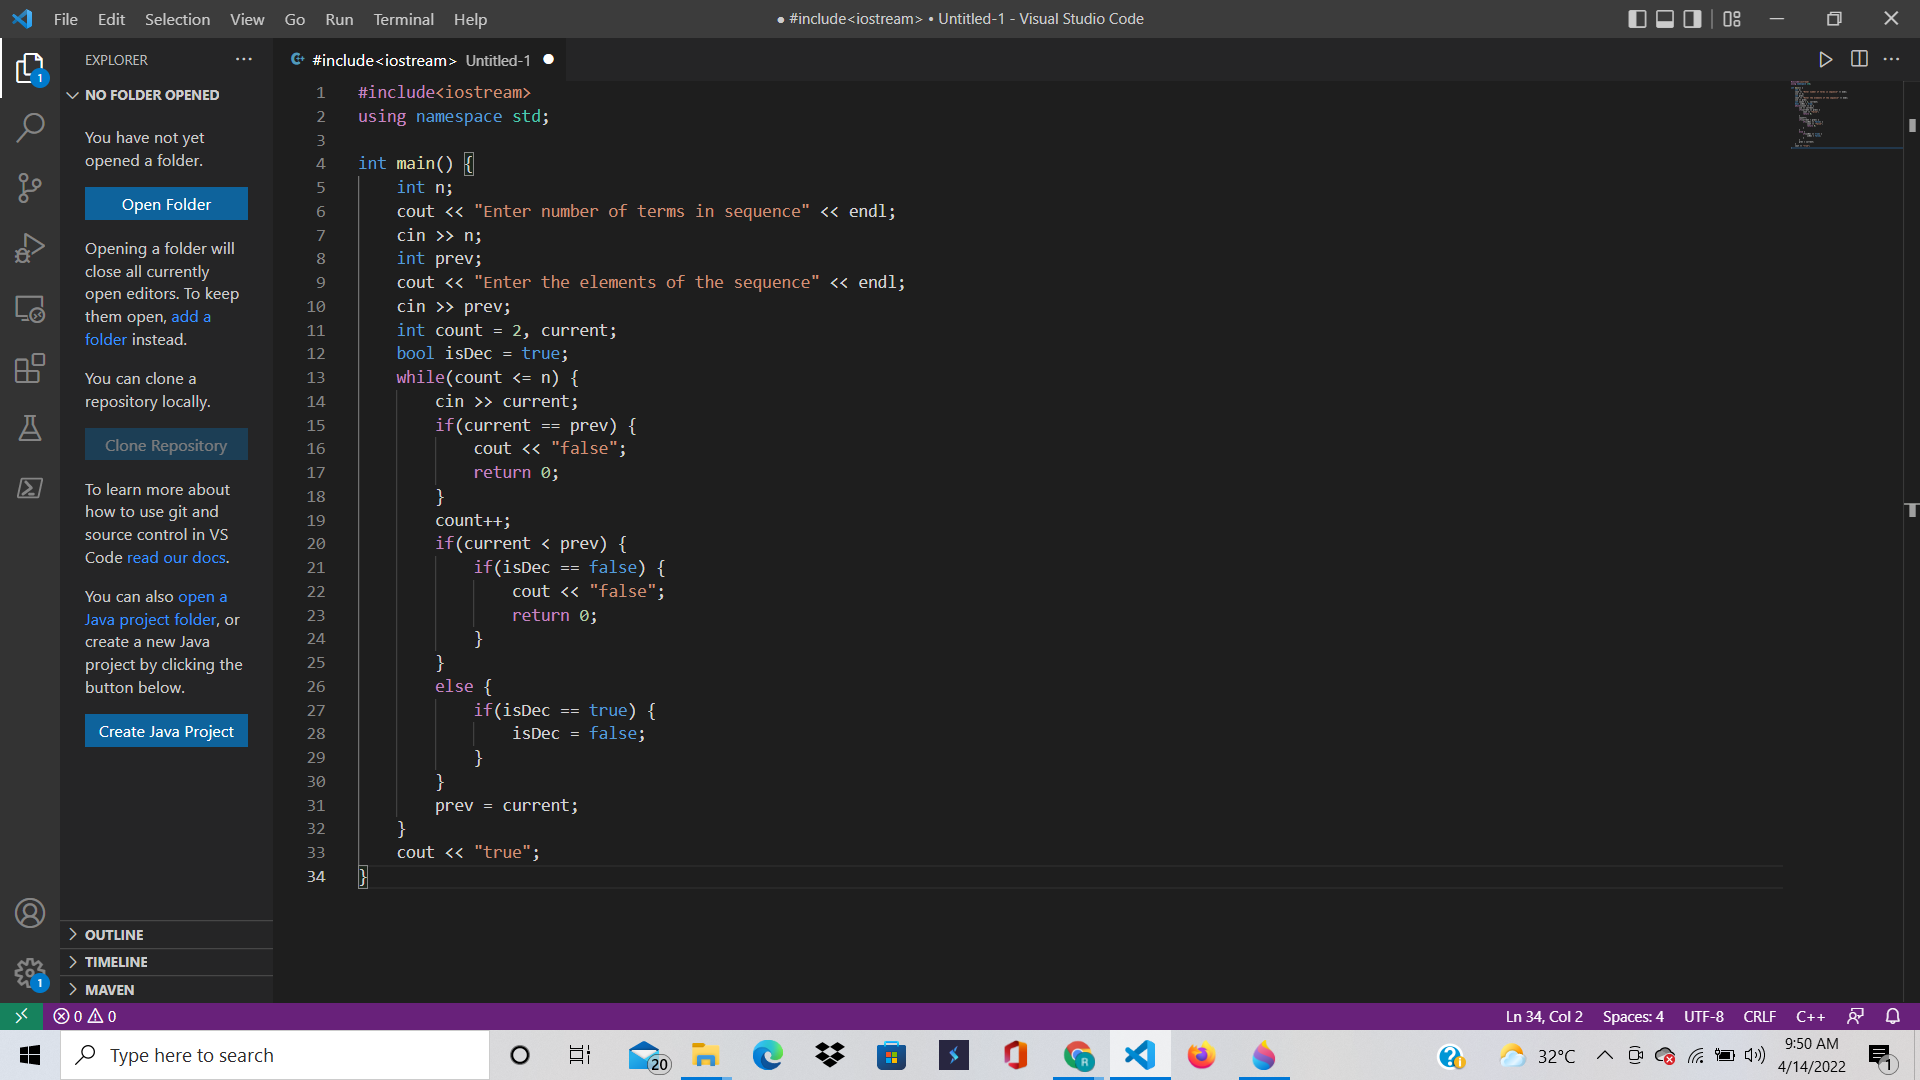 File Edit Selection View Go Run Terminal Help
● #include<iostream> • Untitled-1 - Visual Studio Code
EXPLORER
NO FOLDER OPENED
You have not yet
opened a folder.
Open Folder
Opening a folder will
close all currently
open editors. To keep
them open, add a
folder instead.
You can clone a
repository locally.
Clone Repository
To learn more about
how to use git and
source control in VS
Code read our docs.
You can also open a
Java project folder, or
create a new Java
project by clicking the
button below.
Create Java Project
OUTLINE
TIMELINE
MAVEN
1
1
#include<iostream> Untitled-1
1 #include<iostream>
2 using namespace std;
3
4 int main() {
5     int n;
6     cout << "Enter number of terms in sequence" << endl;
7     cin >> n;
8     int prev;
9     cout << "Enter the elements of the sequence" << endl;
10     cin >> prev;
11     int count = 2, current;
12     bool isDec = true;
13     while(count <= n) {
14         cin >> current;
15         if(current == prev) {
16             cout << "false";
17             return 0;
18         }
19         count++;
20         if(current < prev) {
21             if(isDec == false) {
22                 cout << "false";
23                 return 0;
24             }
25         }
26         else {
27             if(isDec == true) {
28                 isDec = false;
29             }
30         }
31         prev = current;
32     }
33     cout << "true";
34 }
0 0
Ln 34, Col 2 Spaces: 4 UTF-8 CRLF C++
Type here to search
20
32°C
9:50 AM
4/14/2022
1